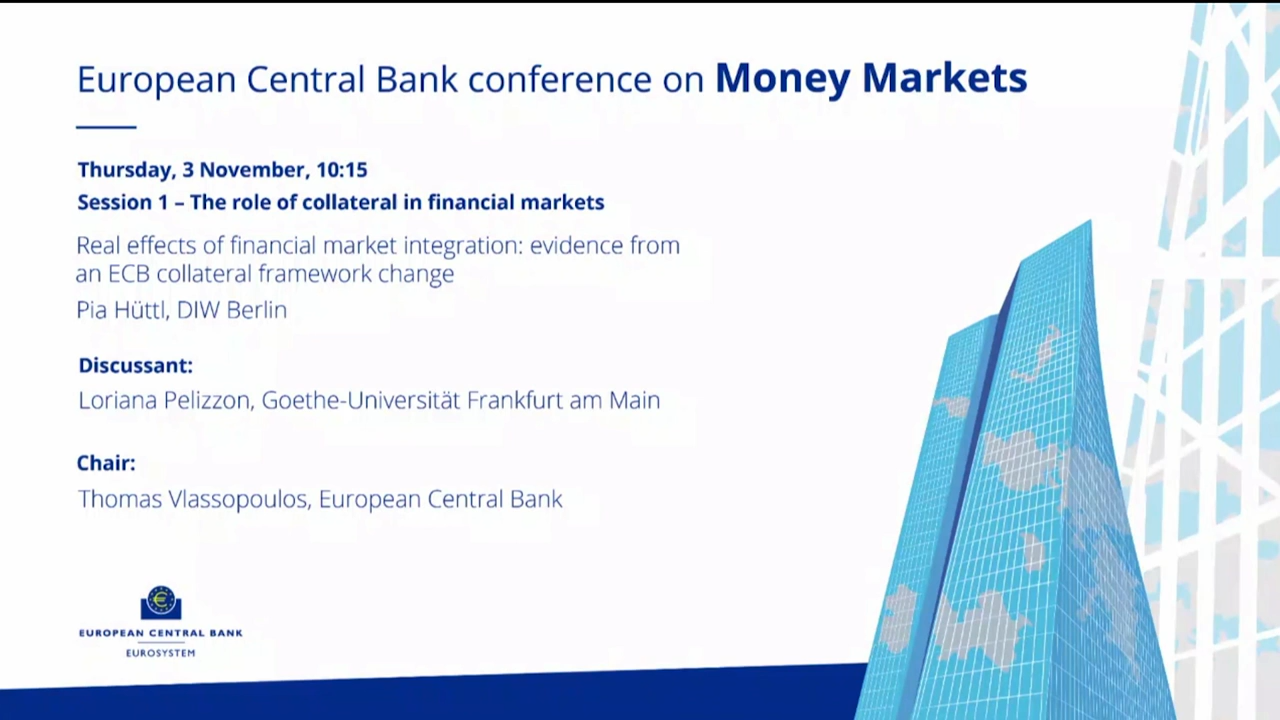 European Central Bank conference on Money Markets
Thursday, 3 November, 10:15
Session 1 – The role of collateral in financial markets
Real effects of financial market integration: evidence from
an ECB collateral framework change
Pia Hüttl, DIW Berlin
Discussant:
Loriana Pelizzon, Goethe-Universität Frankfurt am Main
Chair:
Thomas Vlassopoulos, European Central Bank
EUROPEAN CENTRAL BANK
EUROSYSTEM